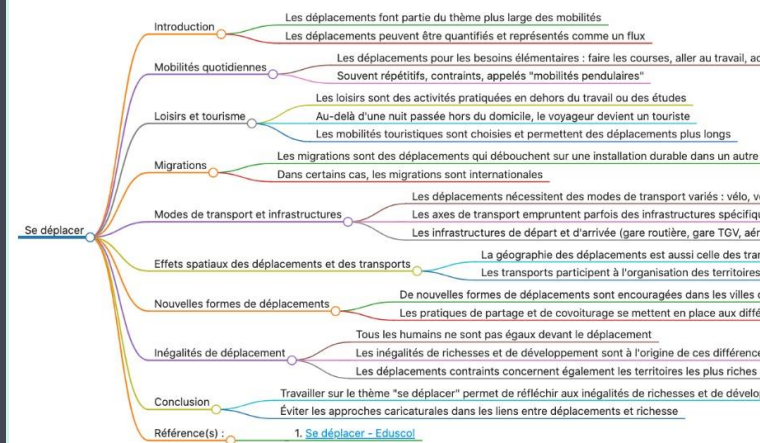 Se déplacer
Introduction
Les déplacements font partie du thème plus large des mobilités
Les déplacements peuvent être quantifiés et représentés comme un flux
Mobilités quotidiennes
Les déplacements pour les besoins élémentaires : faire les courses, aller au travail,
Souvent répétitifs, contraints, appelés "mobilités pendulaires"
Loisirs et tourisme
Les loisirs sont des activités pratiquées en dehors du travail ou des études
Au-delà d'une nuit passée hors du domicile, le voyageur devient un touriste
Les mobilités touristiques sont choisies et permettent des déplacements plus longs
Migrations
Les migrations sont des déplacements qui débouchent sur une installation durable dans un autre
Dans certains cas, les migrations sont internationales
Modes de transport et infrastructures
Les déplacements nécessitent des modes de transport variés : vélo,
Les axes de transport empruntent parfois des infrastructures
Les infrastructures de départ et d'arrivée (gare routière, gare TGV,
Effets spatiaux des déplacements et des transports
La géographie des déplacements est aussi celle des
Les transports participent à l'organisation des territoires
Nouvelles formes de déplacements
De nouvelles formes de déplacements sont encouragées dans les villes
Les pratiques de partage et de covoiturage se mettent en place aux
Inégalités de déplacement
Tous les humains ne sont pas égaux devant le déplacement
Les inégalités de richesses et de développement sont à l'origine de ces
Les déplacements contraints concernent également les territoires les plus riches
Conclusion
Travailler sur le thème "se déplacer" permet de réfléchir aux inégalités de richesses et de
Éviter les approches caricaturales dans les liens entre déplacements et richesse
Référence(s) :
1. Se déplacer - Eduscol